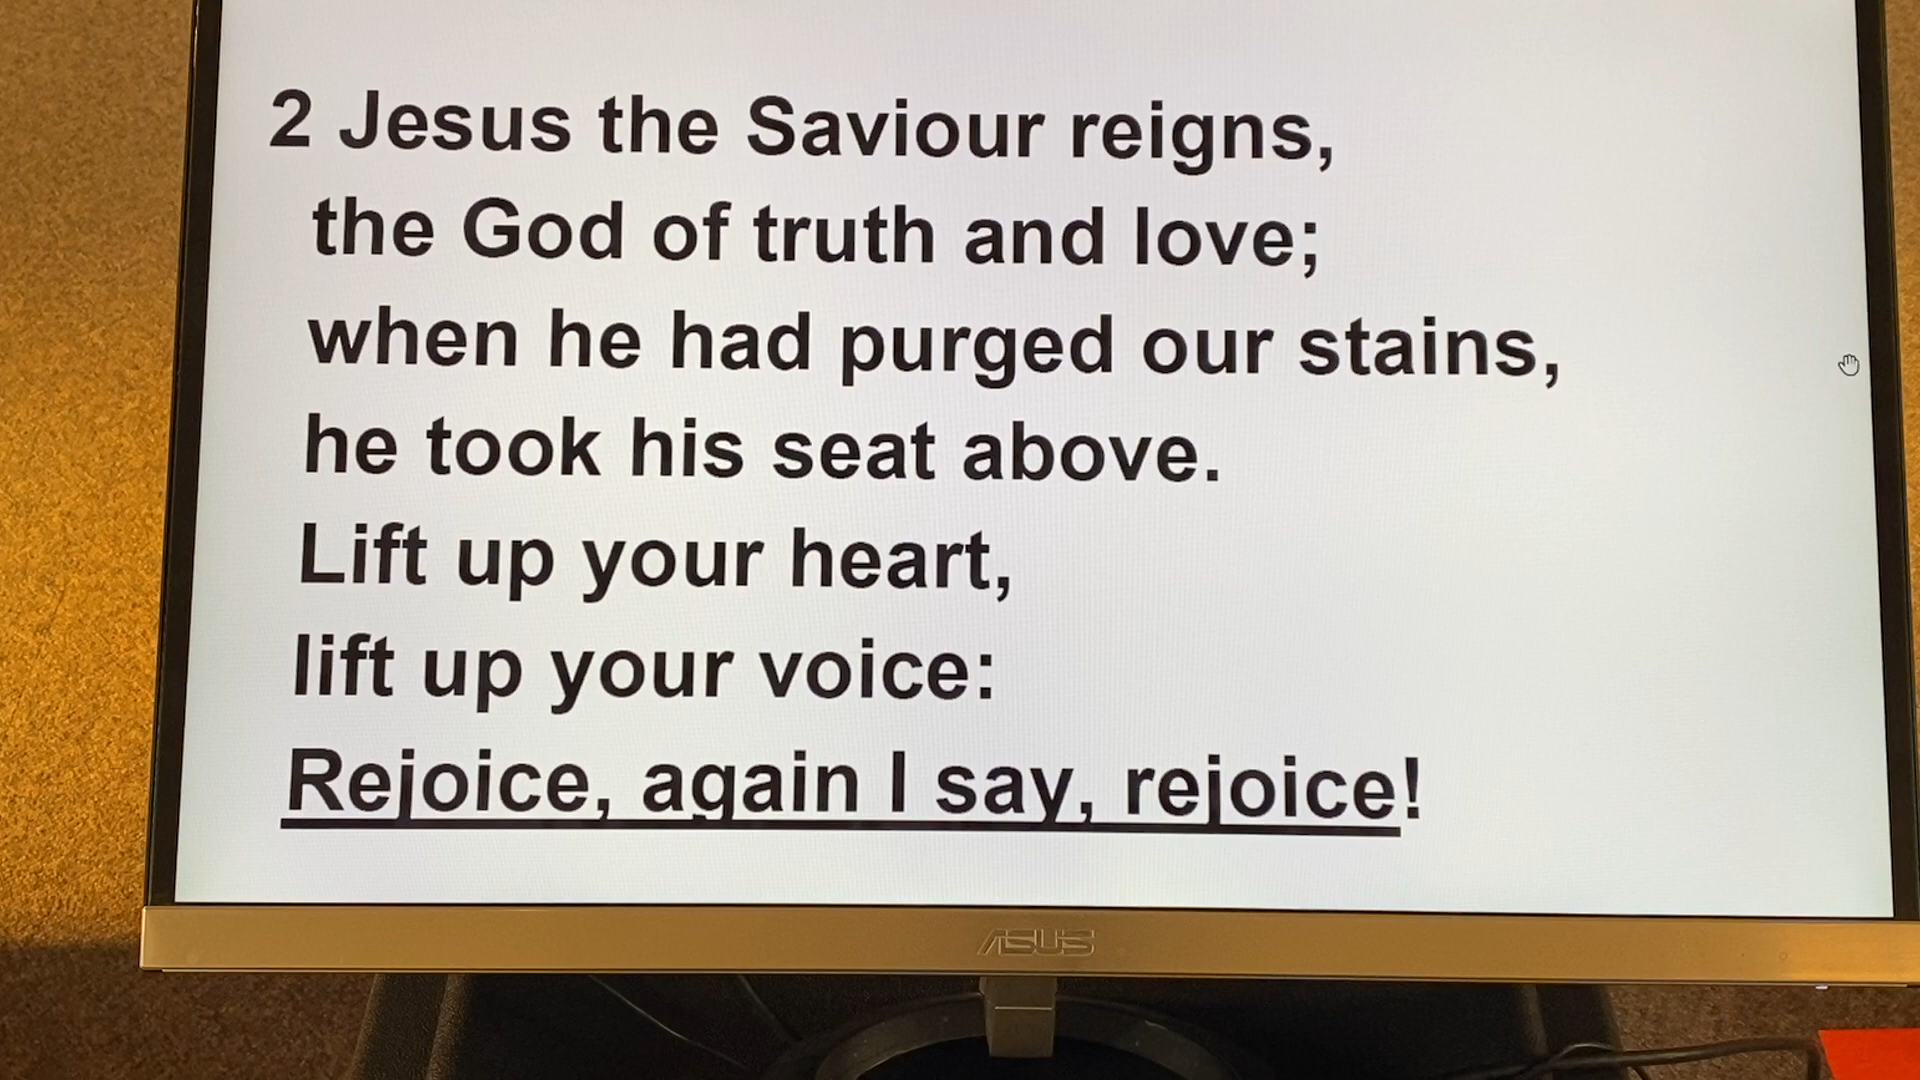 2 Jesus the Saviour reigns,
the God of truth and love;
when he had purged our stains,
he took his seat above.
Lift up your heart,
lift up your voice:
Rejoice, again I say, rejoice!
ASUS